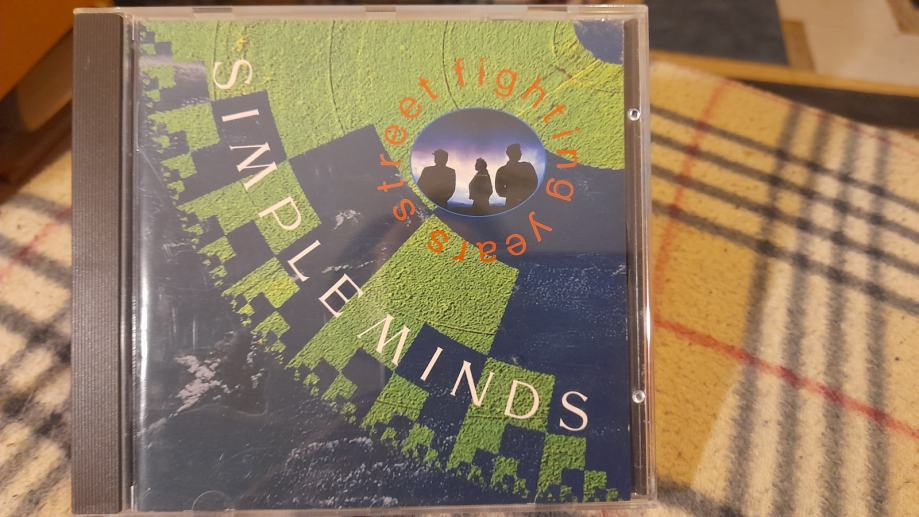 SIMPLE MINDS
street fighting years